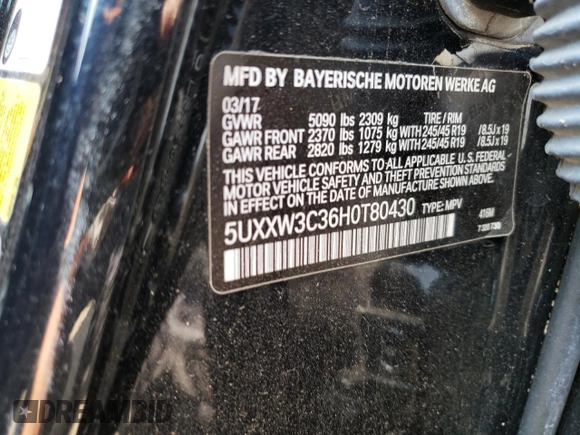 MFD BY BAYERISCHE MOTOREN WERKE AG
03/17
GVWR 5090 lbs 2309 kg TIRE / RIM
GAWR FRONT 2370 lbs 1075 kg WITH 245/45 R19 / 8.5J x 19
GAWR REAR 2820 lbs 1279 kg WITH 245/45 R19 / 8.5J x 19
THIS VEHICLE CONFORMS TO ALL APPLICABLE U.S. FEDERAL
MOTOR VEHICLE SAFETY AND THEFT PREVENTION STANDARDS
IN EFFECT ON THE DATE OF MANUFACTURE SHOWN ABOVE.
5UXXW3C36H0T80430 TYPE: MPV
DREAMBID